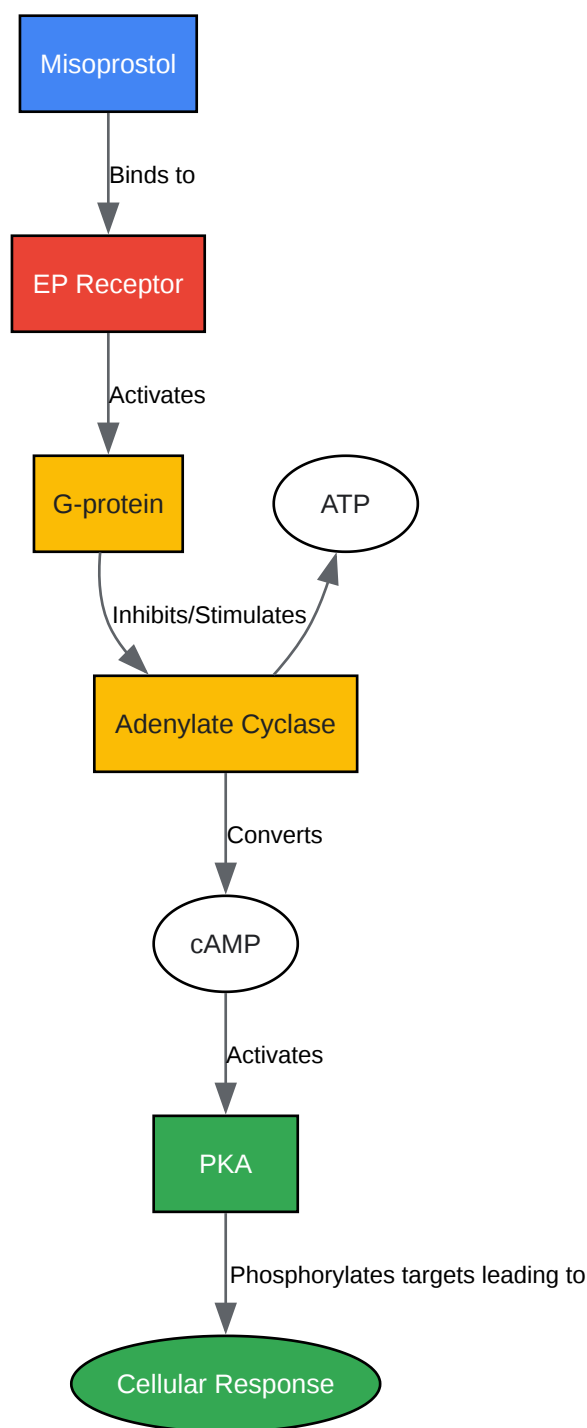 Misoprostol
Binds to
EP Receptor
Activates
G-protein
ATP
Inhibits/Stimulates
Adenylate Cyclase
Converts
cAMP
Activates
PKA
Phosphorylates targets leading to
Cellular Response